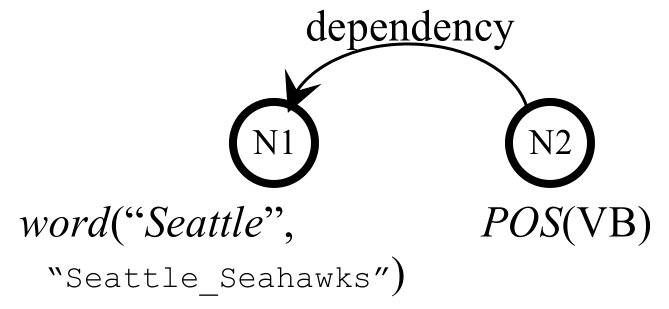 dependency
N1 N2
word(“Seattle”, POS(VB)
“Seattle_Seahawks”)